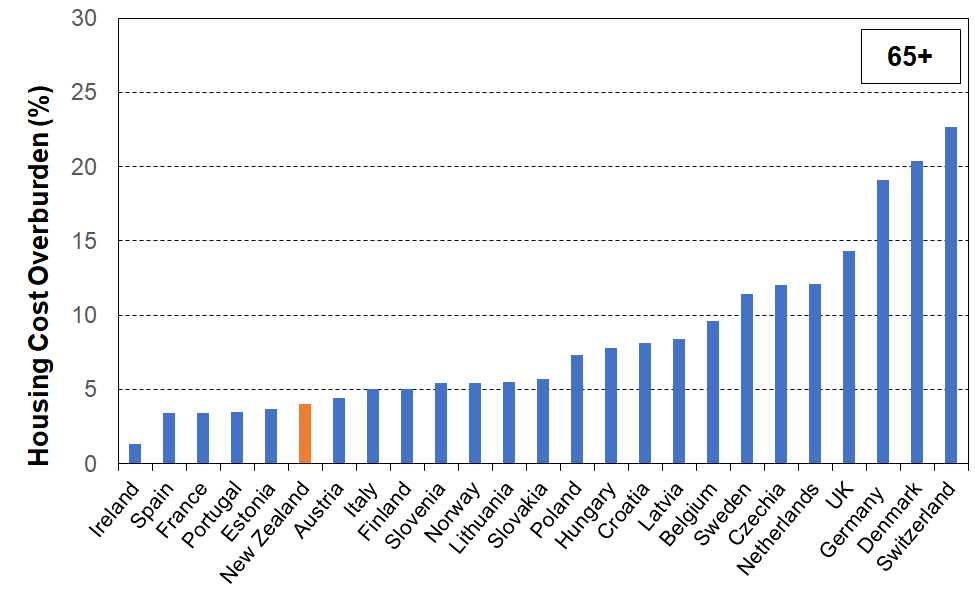 65+
Housing Cost Overburden (%)
30
25
20
15
10
5
0
Ireland
Spain
France
Portugal
Estonia
New Zealand
Austria
Italy
Finland
Slovenia
Norway
Lithuania
Slovakia
Poland
Hungary
Croatia
Latvia
Belgium
Sweden
Czechia
Netherlands
UK
Germany
Denmark
Switzerland